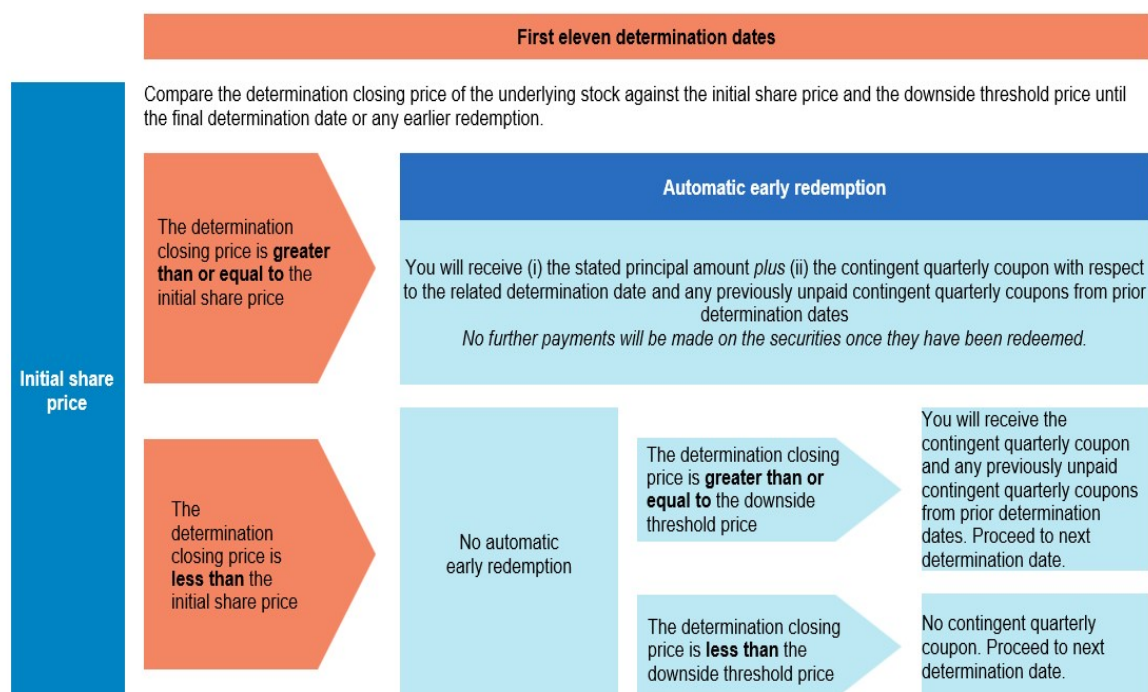 First eleven determination dates
Compare the determination closing price of the underlying stock against the initial share price and the downside threshold price until
the final determination date or any earlier redemption.
Initial share
price
The determination
closing price is greater
than or equal to the
initial share price
Automatic early redemption
You will receive (i) the stated principal amount plus (ii) the contingent quarterly coupon with respect
to the related determination date and any previously unpaid contingent quarterly coupons from prior
determination dates
No further payments will be made on the securities once they have been redeemed.
The
determination
closing price is
less than the
initial share price
No automatic
early redemption
The determination closing
price is greater than or
equal to the downside
threshold price
You will receive the
contingent quarterly coupon
and any previously unpaid
contingent quarterly coupons
from prior determination
dates. Proceed to next
determination date.
The determination closing
price is less than the
downside threshold price
No contingent quarterly
coupon. Proceed to next
determination date.